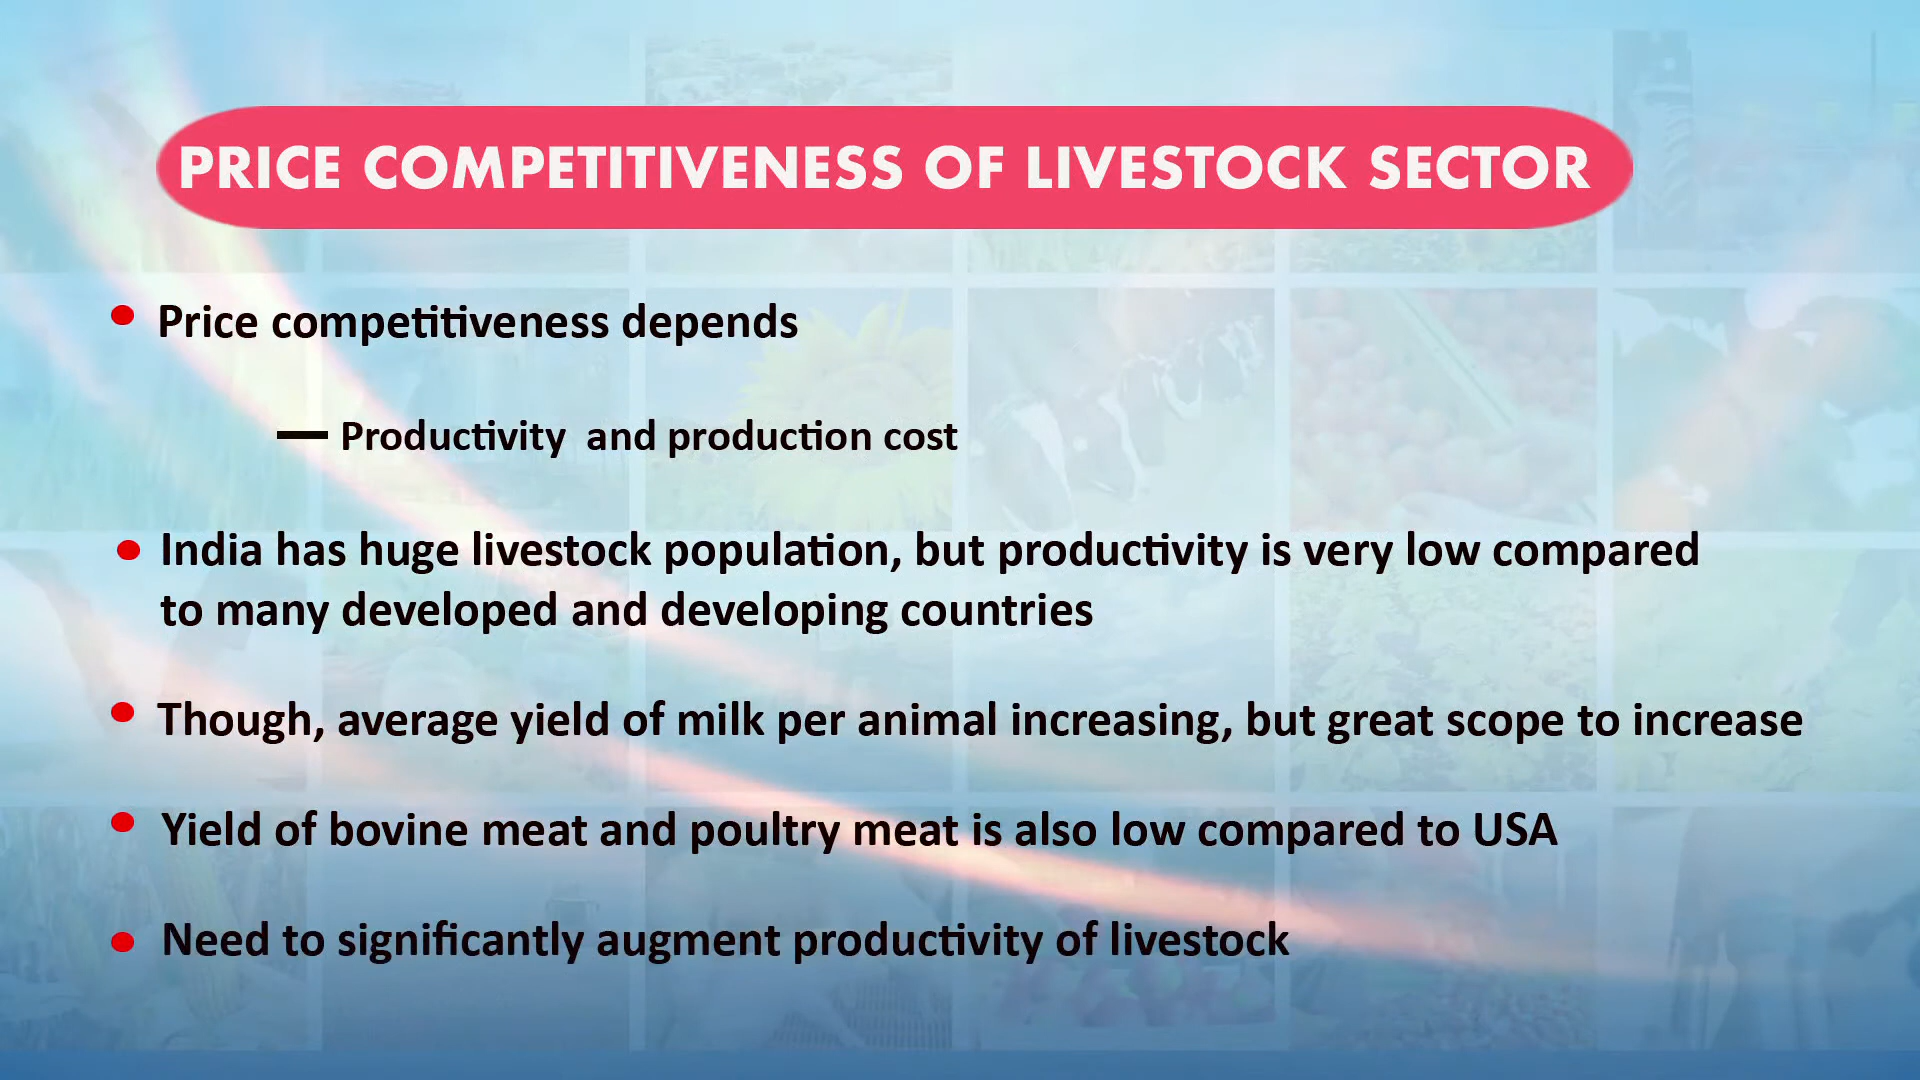 PRICE COMPETITIVENESS OF LIVESTOCK SECTOR
• Price competitiveness depends
— Productivity and production cost
• India has huge livestock population, but productivity is very low compared
to many developed and developing countries
• Though, average yield of milk per animal increasing, but great scope to increase
• Yield of bovine meat and poultry meat is also low compared to USA
• Need to significantly augment productivity of livestock